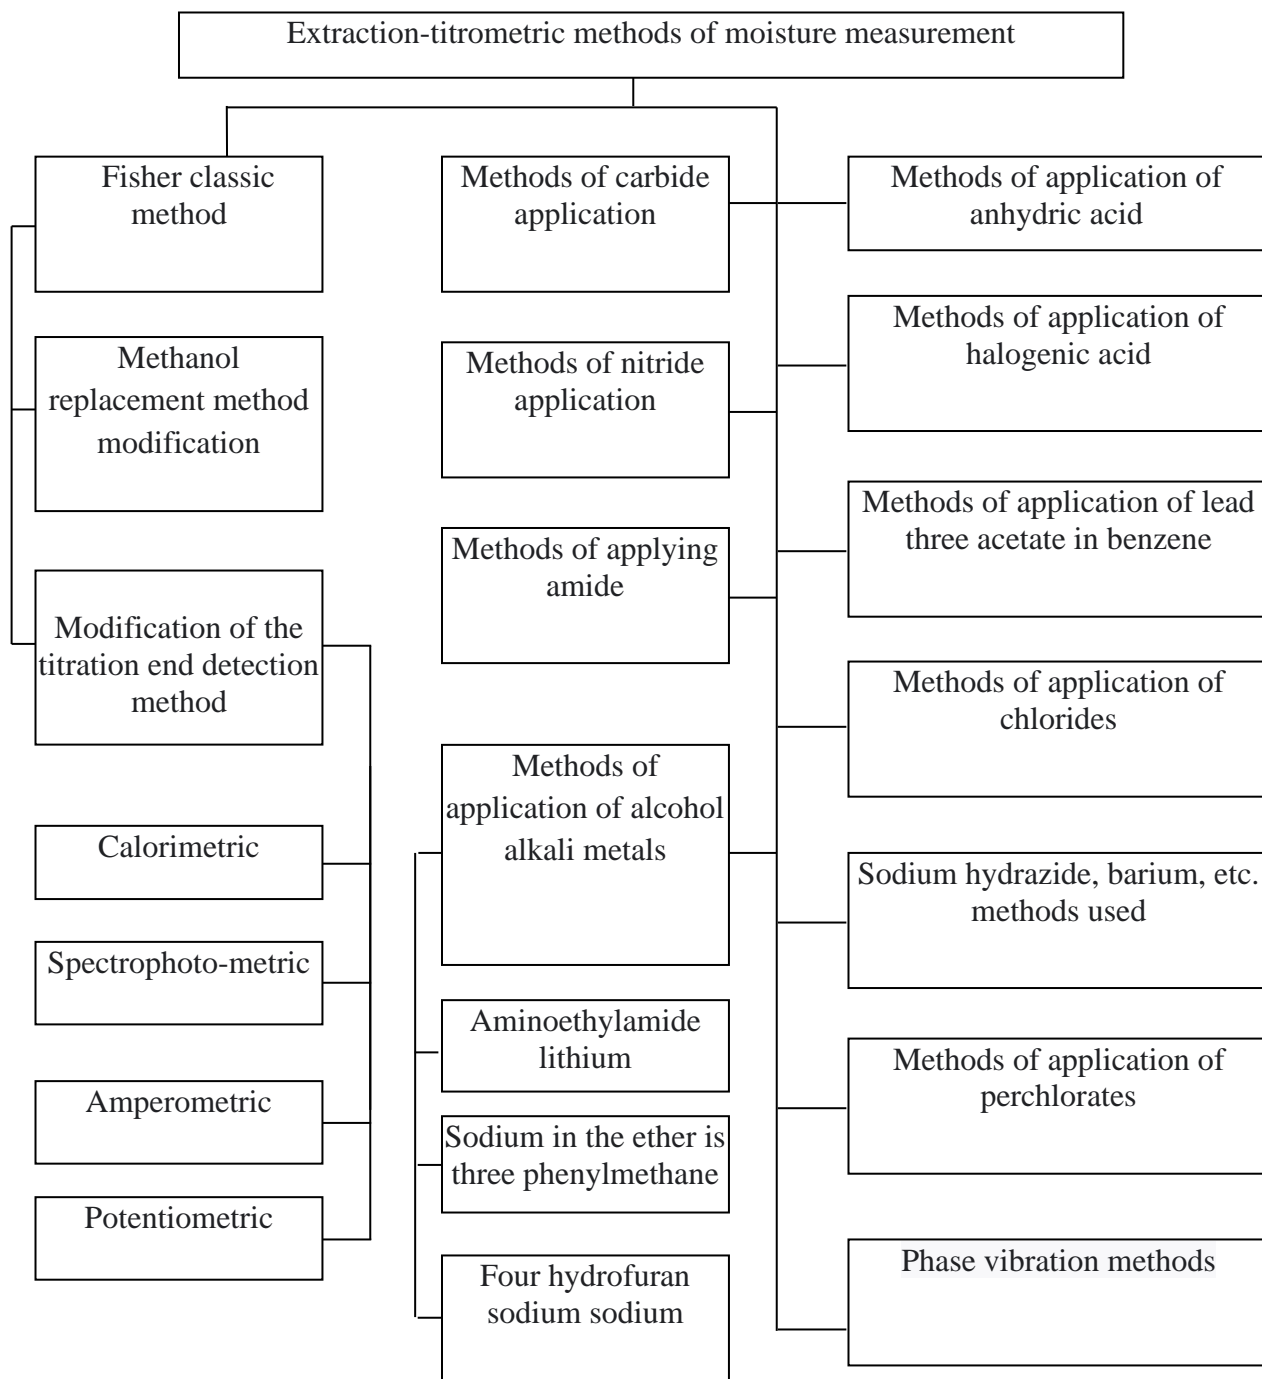 Extraction-titrometric methods of moisture measurement
Fisher classic
method
Methanol
replacement method
modification
Modification of the
titration end detection
method
Calorimetric
Spectrophoto-metric
Amperometric
Potentiometric
Methods of carbide
application
Methods of nitride
application
Methods of applying
amide
Methods of
application of alcohol
alkali metals
Aminoethylamide
lithium
Sodium in the ether is
three phenylmethane
Four hydrofuran
sodium sodium
Methods of application of
anhydric acid
Methods of application of
halogenic acid
Methods of application of lead
three acetate in benzene
Methods of application of
chlorides
Sodium hydrazide, barium, etc.
methods used
Methods of application of
perchlorates
Phase vibration methods